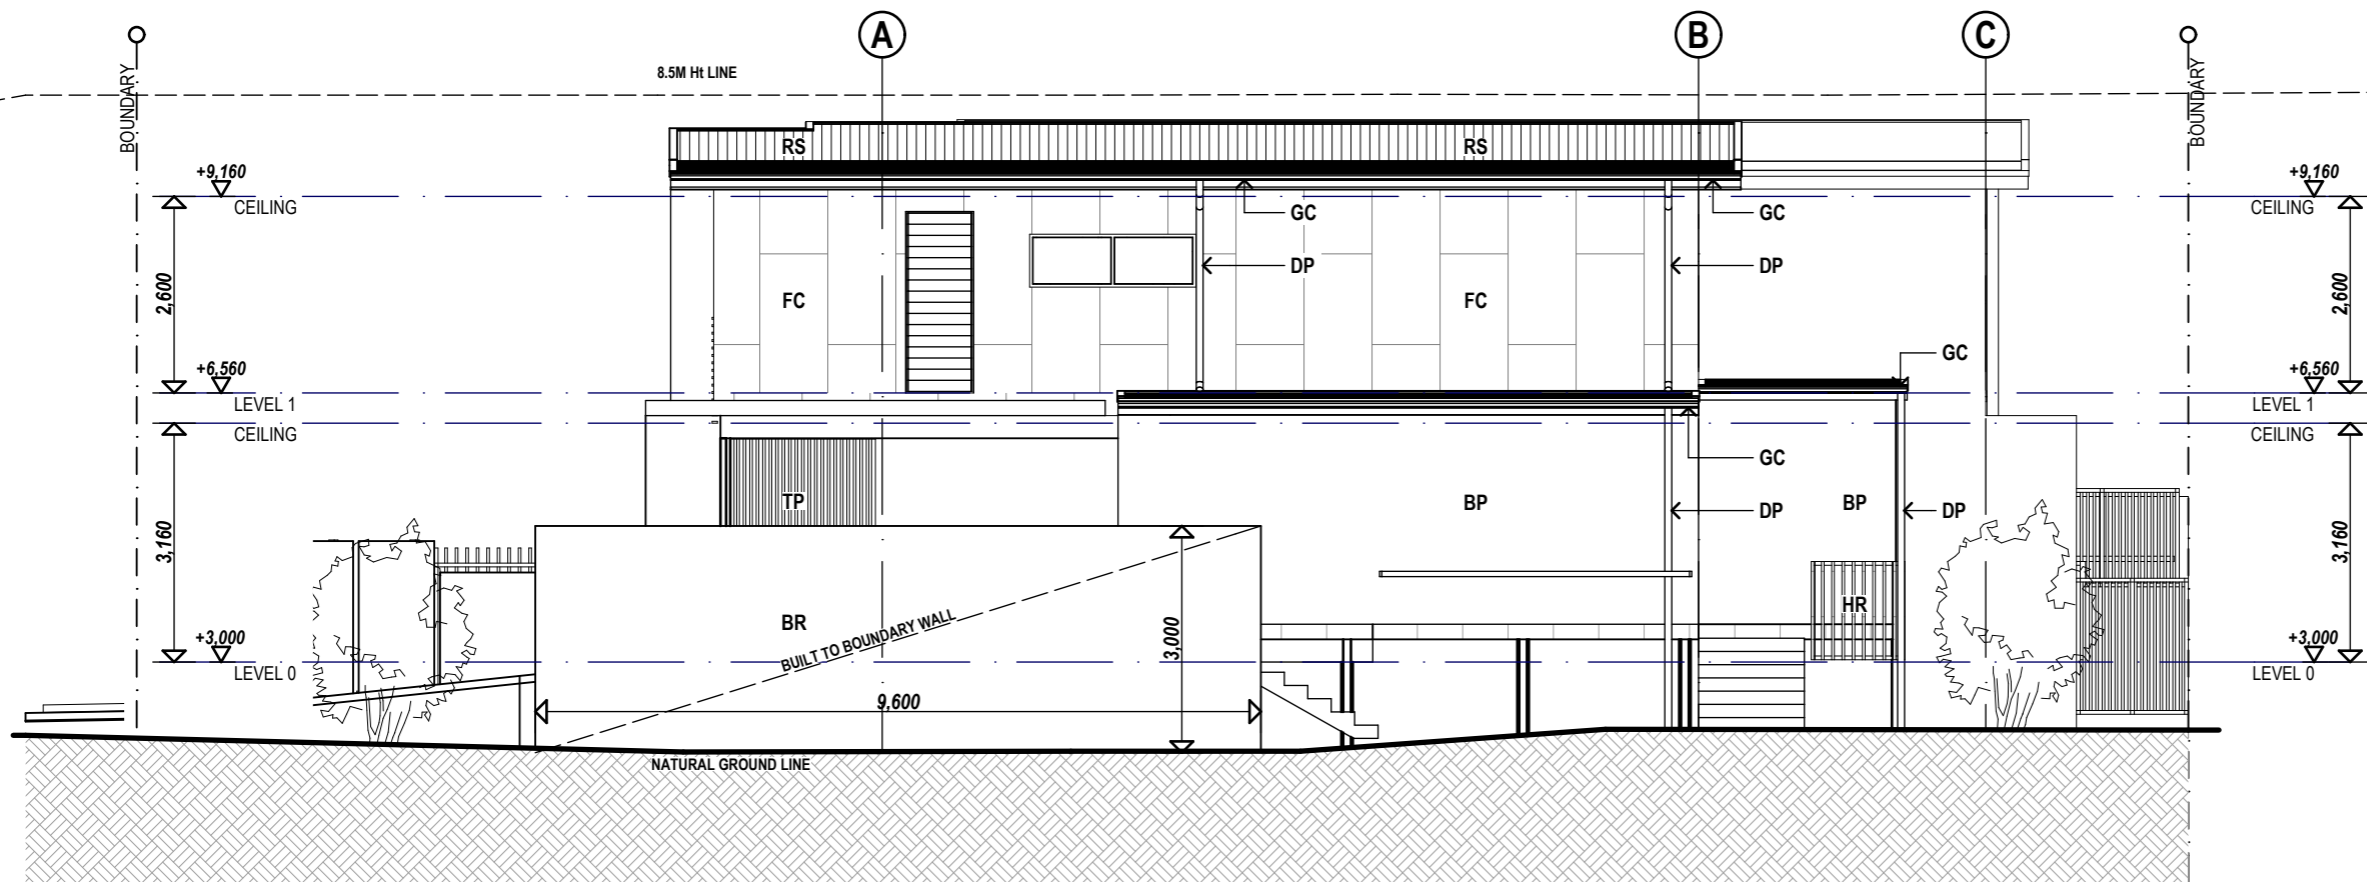 A
B
C
BOUNDARY
BOUNDARY
8.5M Ht LINE
RS
RS
+9,160
+9,160
CEILING
CEILING
GC
GC
DP
DP
2,600
2,600
FC
FC
GC
+6,560
+6,560
LEVEL 1
LEVEL 1
CEILING
CEILING
GC
TP
BP
BP
DP
DP
3,160
3,160
HR
BR
BUILT TO BOUNDARY WALL
3,000
+3,000
+3,000
LEVEL 0
LEVEL 0
9,600
NATURAL GROUND LINE